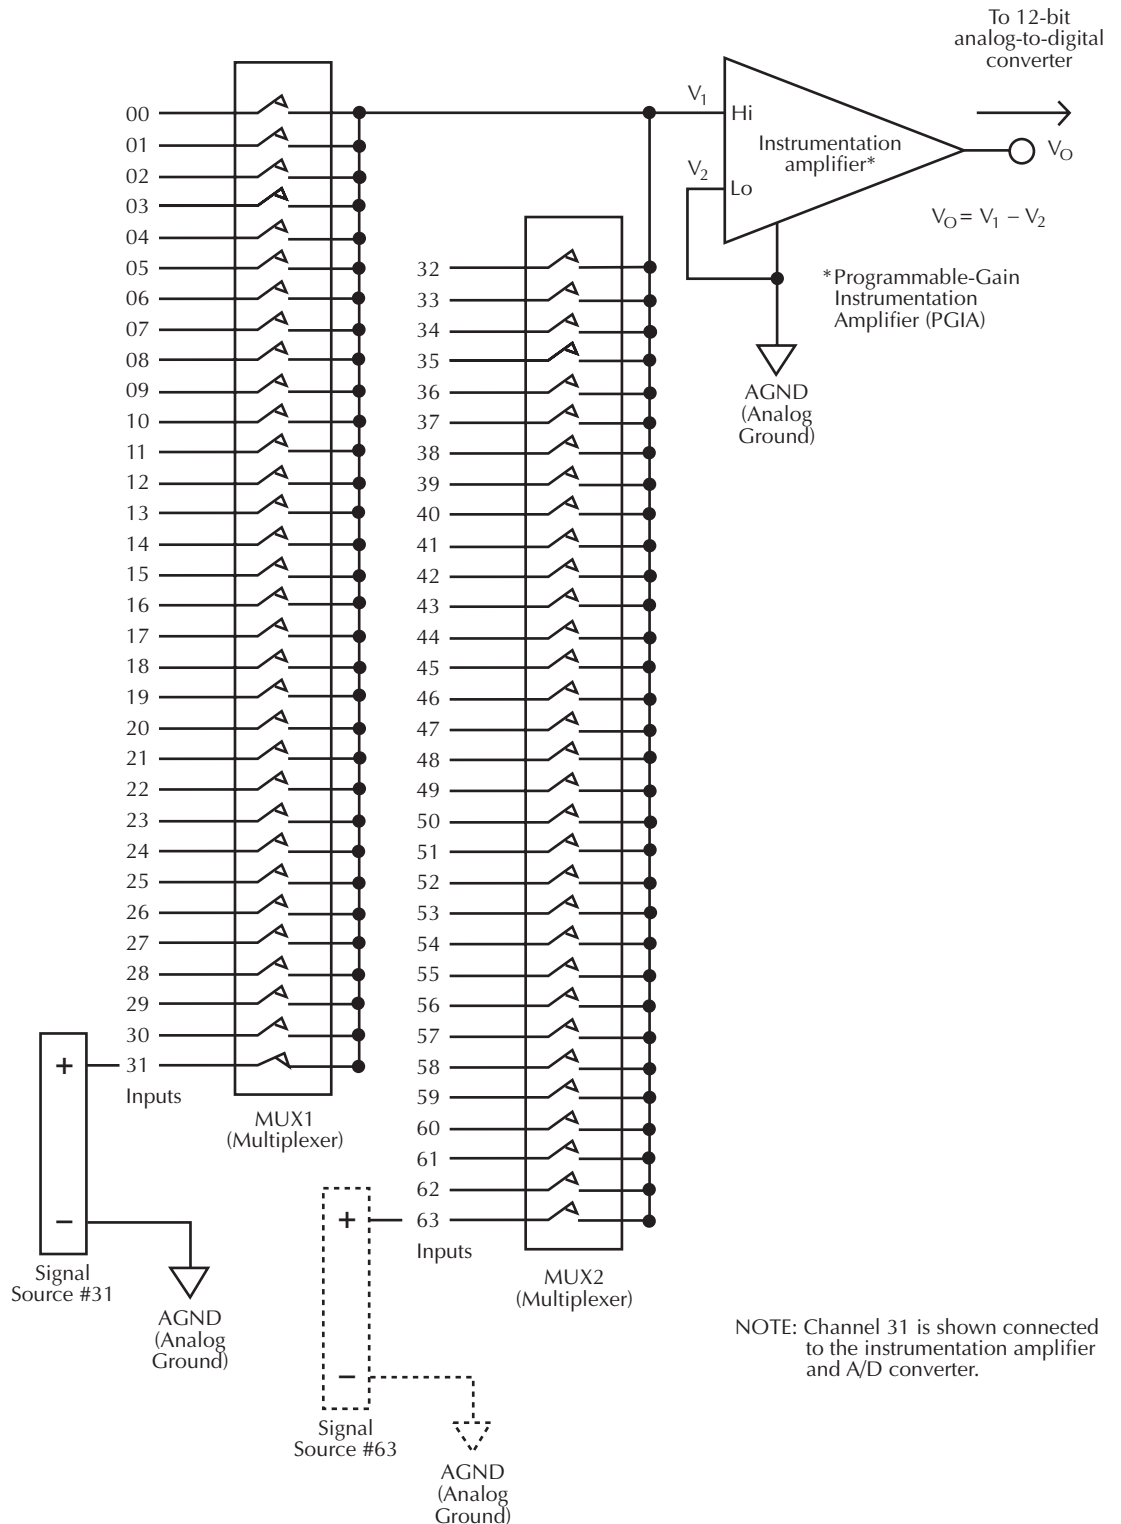 To 12-bit
analog-to-digital
converter
V1
Hi
Instrumentation
amplifier*
V2
Lo
VO
VO = V1 – V2
*Programmable-Gain
Instrumentation
Amplifier (PGIA)
AGND
(Analog
Ground)
00
01
02
03
04
05
06
07
08
09
10
11
12
13
14
15
16
17
18
19
20
21
22
23
24
25
26
27
28
29
30
31
Inputs
MUX1
(Multiplexer)
32
33
34
35
36
37
38
39
40
41
42
43
44
45
46
47
48
49
50
51
52
53
54
55
56
57
58
59
60
61
62
63
Inputs
MUX2
(Multiplexer)
+
–
Signal
Source #31
AGND
(Analog
Ground)
+
–
Signal
Source #63
AGND
(Analog
Ground)
NOTE: Channel 31 is shown connected
to the instrumentation amplifier
and A/D converter.